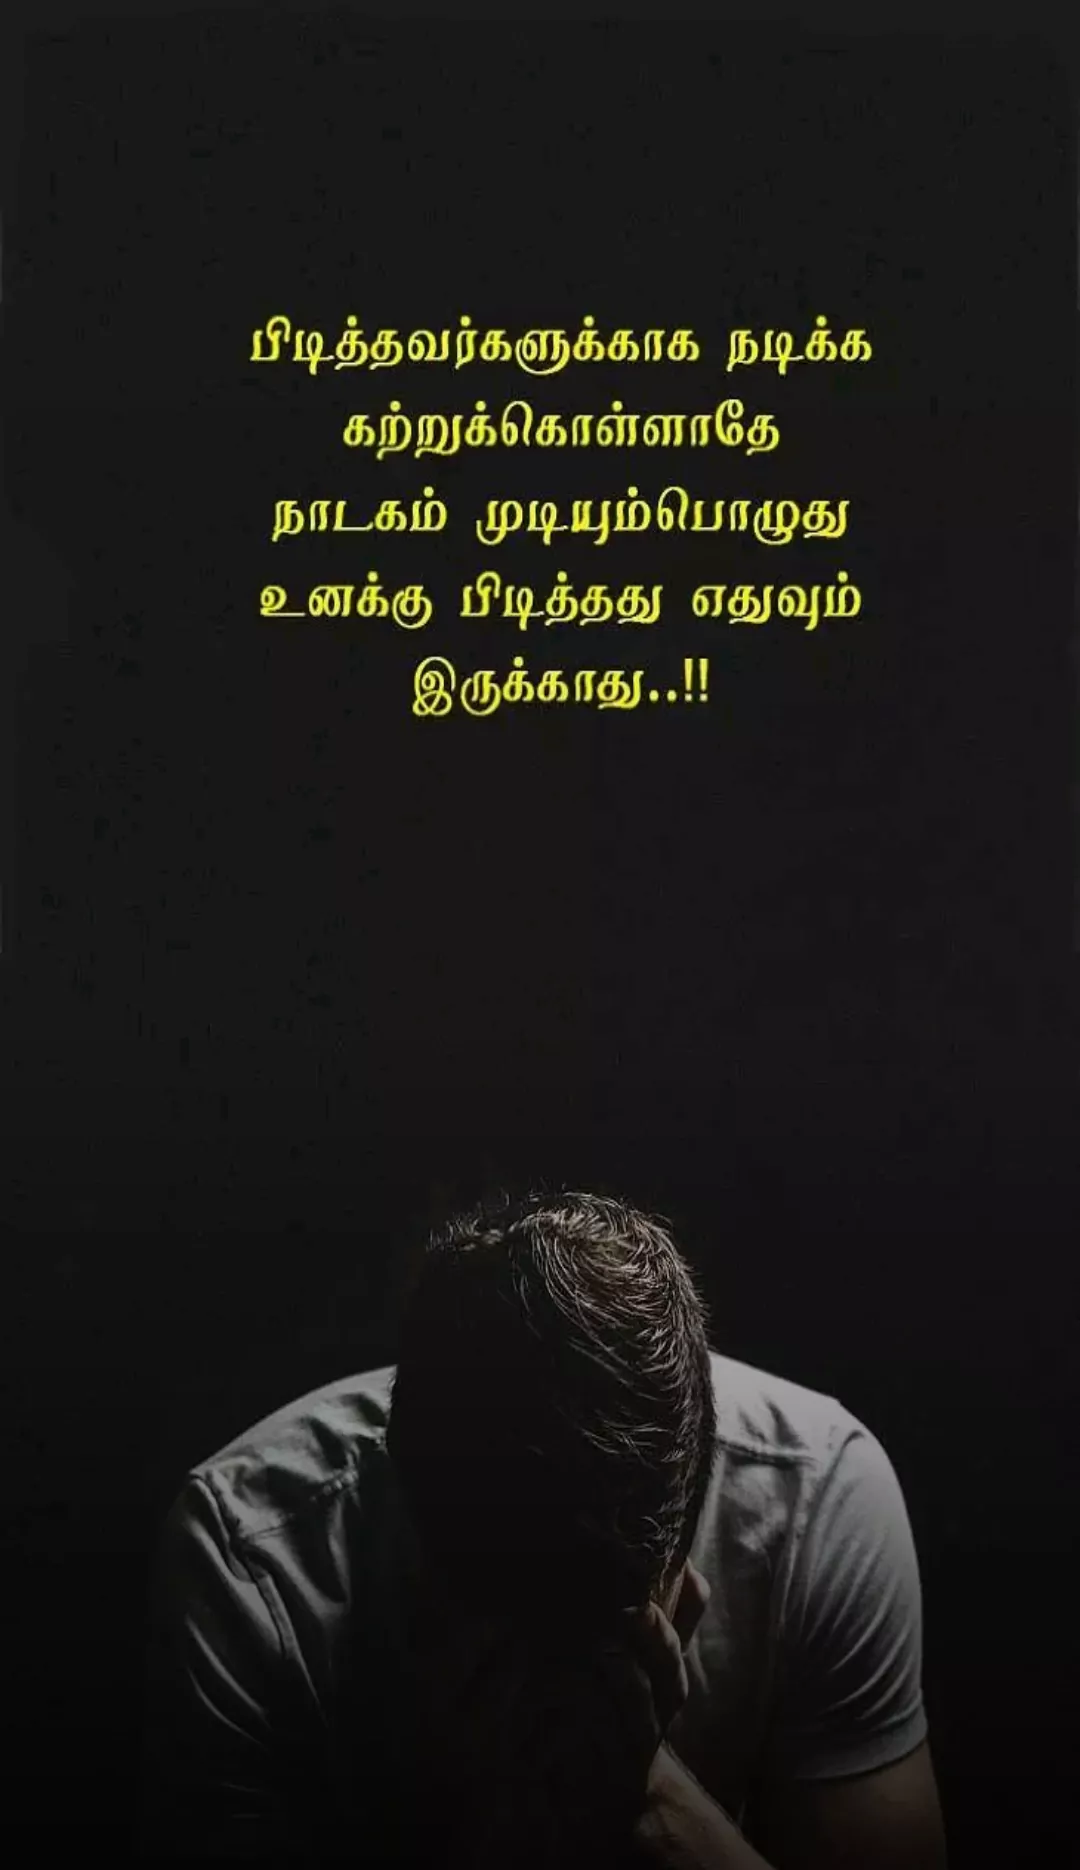 பிடித்தவர்களுக்காக நடிக்க
கற்றுக்கொள்ளாதே
நாடகம் முடியும்பொழுது
உனக்கு பிடித்தது எதுவும்
இருக்காது..!!